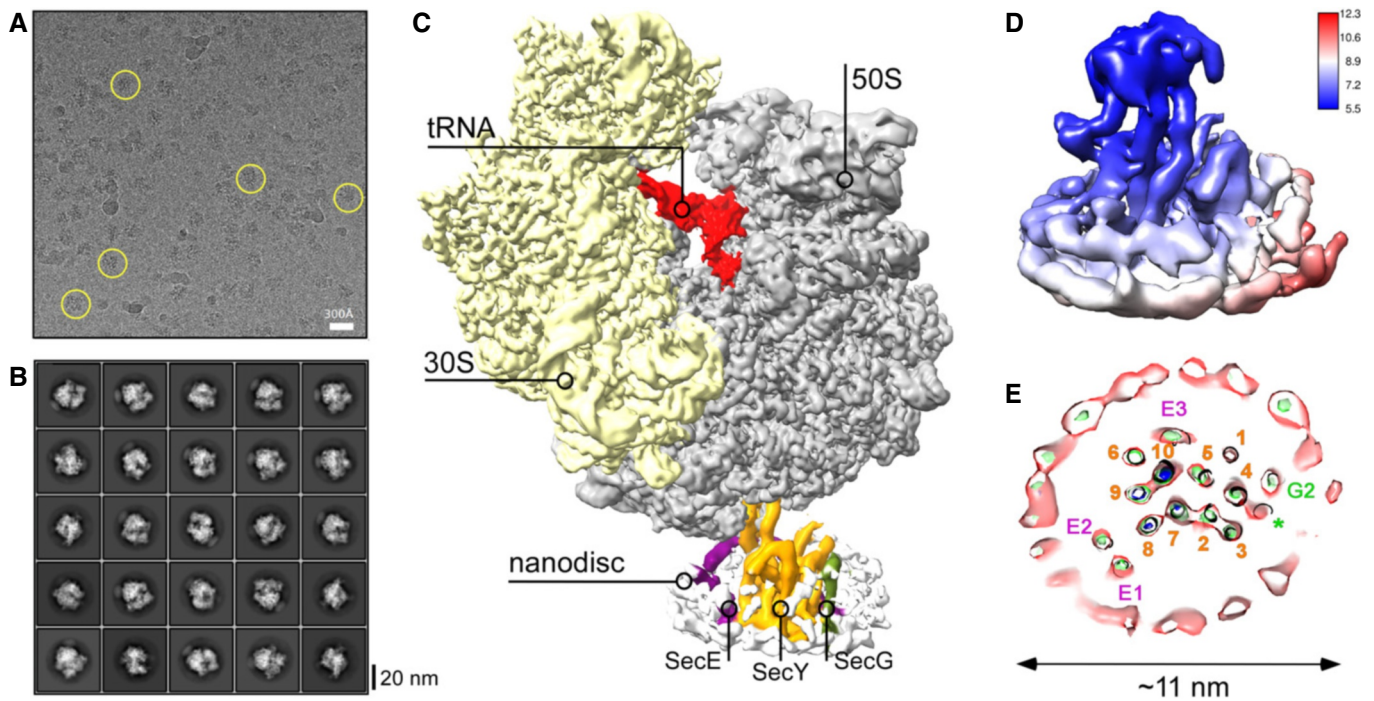 A
300Å
B
20 nm
C
tRNA
50S
30S
nanodisc
SecE
SecY
SecG
D
12.3
10.6
8.9
7.2
5.5
E
E3
1
6
10
5
4
9
G2
*
E2
8
7
2
3
E1
~11 nm